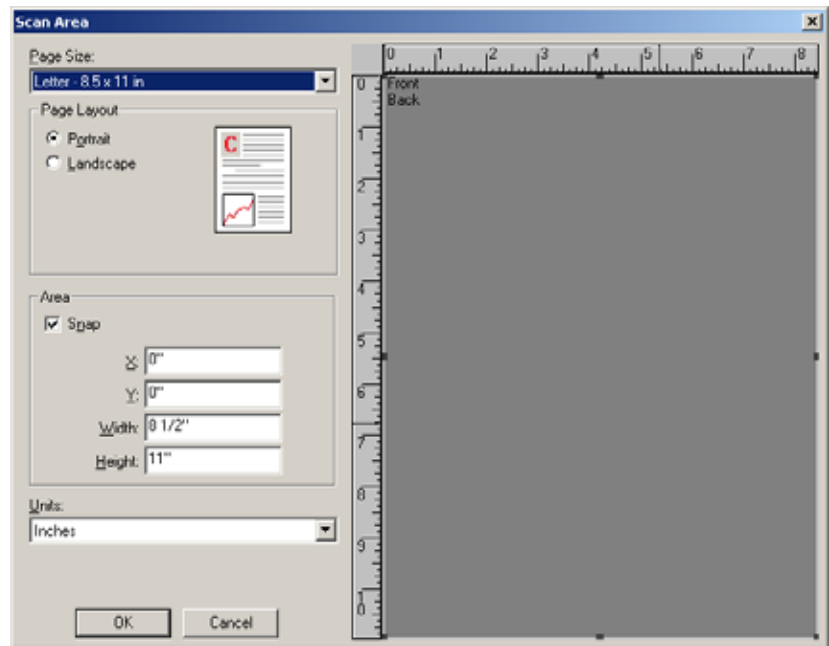 Scan Area
Page Size:
Letter - 8.5 x 11 in
Page Layout
Portrait
Landscape
C
Area
Snap
X: 0"
Y: 0"
Width: 8 1/2"
Height: 11"
Units:
Inches
OK Cancel
0 1 2 3 4 5 6 7 8
Front
Back
0
1
2
3
4
5
6
7
8
9
10